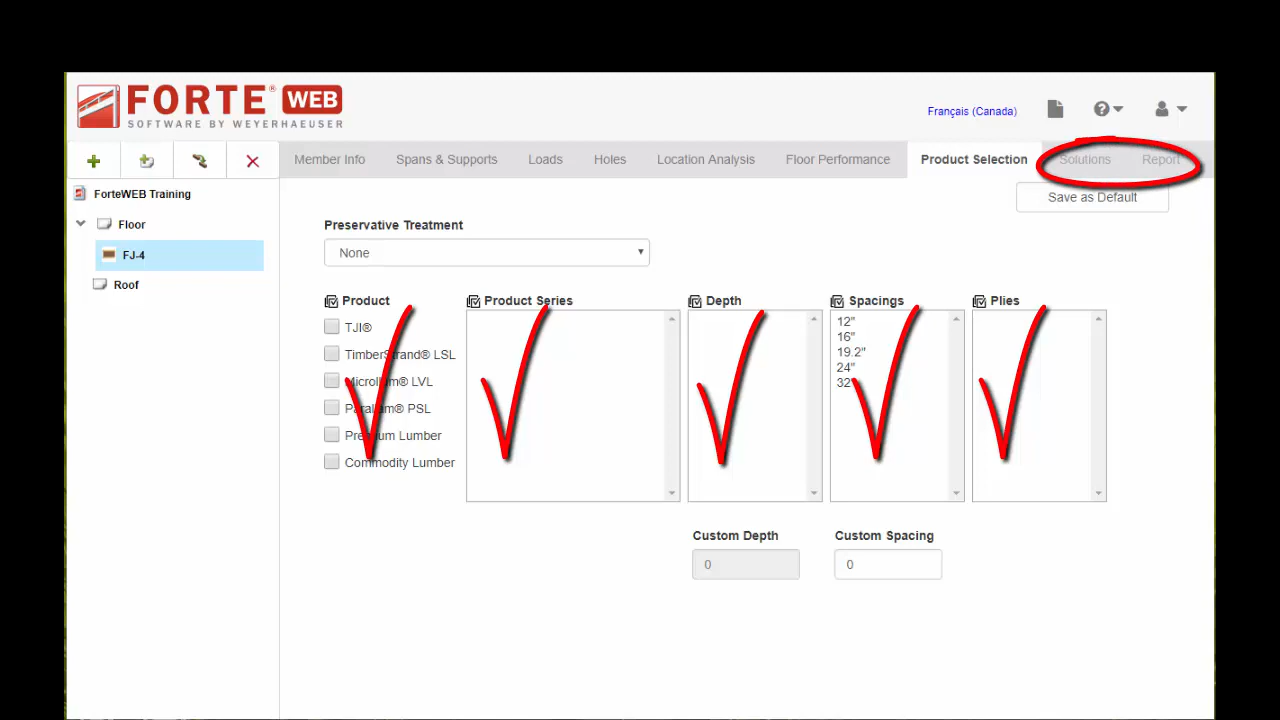 FORTE® WEB
SOFTWARE BY WEYERHAEUSER
Français (Canada)
Member Info Spans & Supports Loads Holes Location Analysis Floor Performance Product Selection Solutions Report
ForteWEB Training
Floor
FJ-4
Roof
Save as Default
Preservative Treatment
None
Product
TJI®
TimberStrand® LSL
Microllam® LVL
Parallam® PSL
Premium Lumber
Commodity Lumber
Product Series
Depth
Spacings
12"
16"
19.2"
24"
32"
Plies
Custom Depth
0
Custom Spacing
0